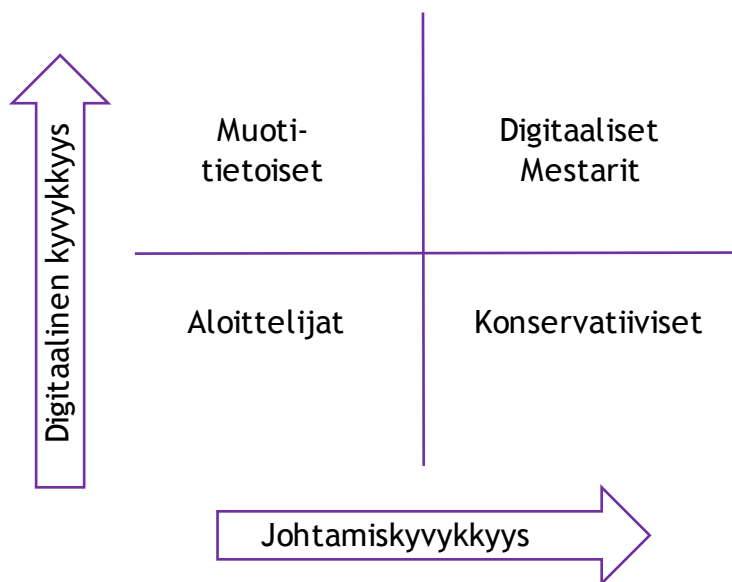 Digitaalinen kyvykkyys
Muoti-
tietoiset
Digitaaliset
Mestarit
Aloittelijat
Konservatiiviset
Johtamiskyvykkyys